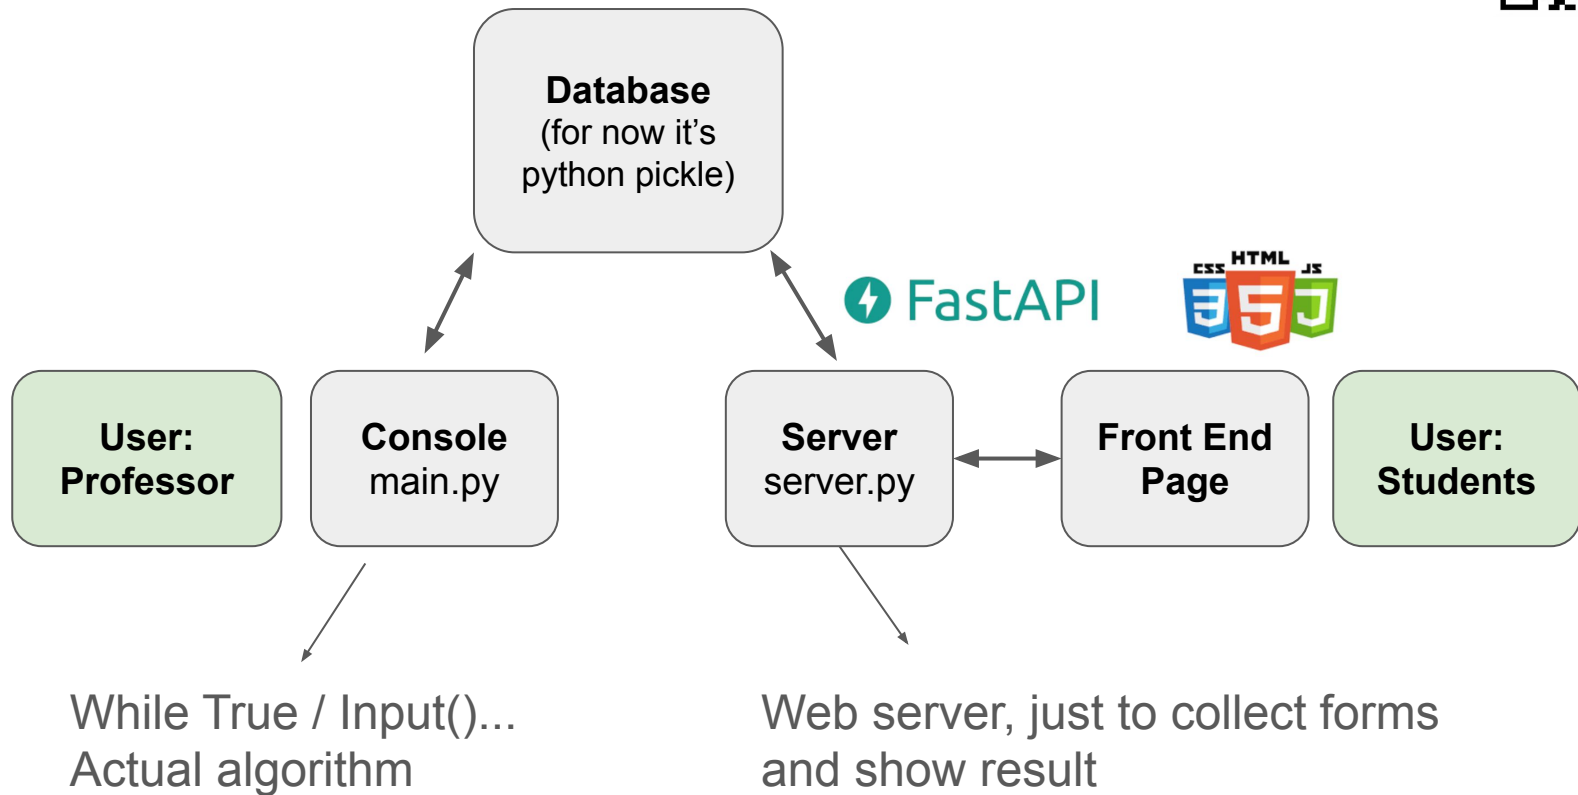 Database
(for now it’s
python pickle)
FastAPI
CSS HTML JS
User:
Professor
Console
main.py
Server
server.py
Front End
Page
User:
Students
While True / Input()...
Actual algorithm
Web server, just to collect forms
and show result